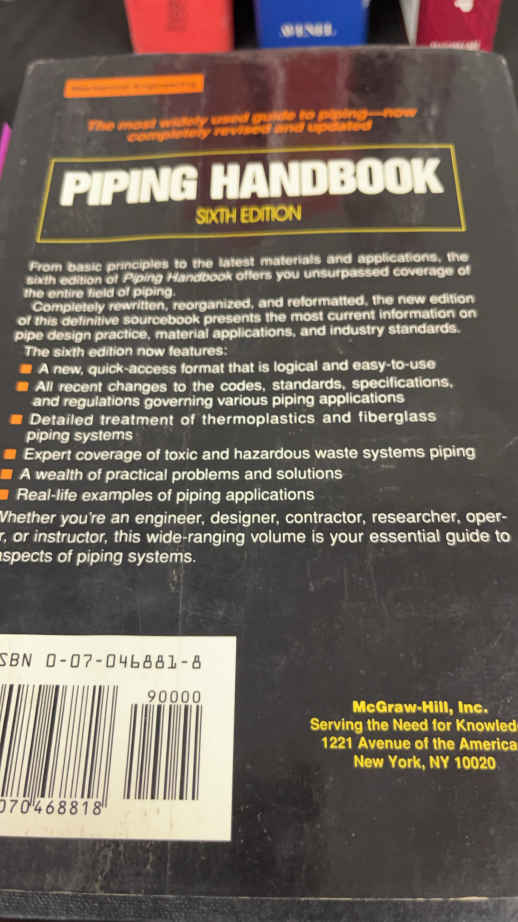 WENIL
Mechanical Engineering
The most widely used guide to piping—now
completely revised and updated
PIPING HANDBOOK
SIXTH EDITION
From basic principles to the latest materials and applications, the
sixth edition of Piping Handbook offers you unsurpassed coverage of
the entire field of piping.
Completely rewritten, reorganized, and reformatted, the new edition
of this definitive sourcebook presents the most current information on
pipe design practice, material applications, and industry standards.
The sixth edition now features:
A new, quick-access format that is logical and easy-to-use
All recent changes to the codes, standards, specifications,
and regulations governing various piping applications
Detailed treatment of thermoplastics and fiberglass
piping systems
Expert coverage of toxic and hazardous waste systems piping
A wealth of practical problems and solutions
Real-life examples of piping applications
Whether you're an engineer, designer, contractor, researcher, oper-
r, or instructor, this wide-ranging volume is your essential guide to
aspects of piping systems.
SBN 0-07-046881-8
90000
070468818
McGraw-Hill, Inc.
Serving the Need for Knowled
1221 Avenue of the America
New York, NY 10020